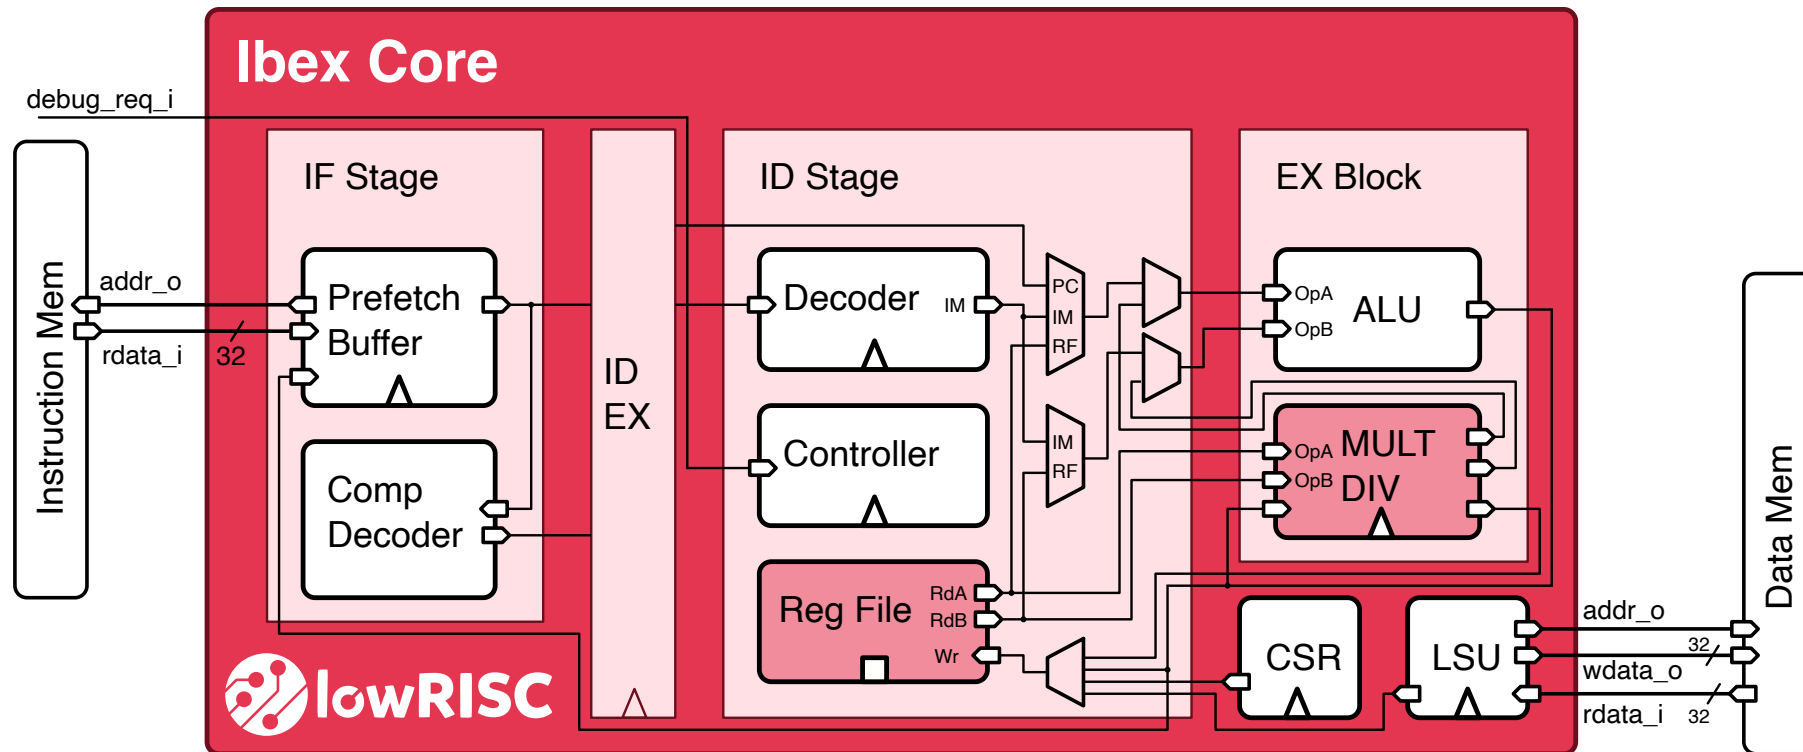 Ibex Core
debug_req_i
Instruction Mem
addr_o
rdata_i
32
IF Stage
Prefetch
Buffer
Comp
Decoder
ID
EX
ID Stage
Decoder
IM
Controller
Reg File
RdA
RdB
Wr
PC
IM
RF
IM
RF
EX Block
OpA
OpB
ALU
OpA
OpB
MULT
DIV
CSR
LSU
addr_o
32
wdata_o
rdata_i
32
Data Mem
lowRISC